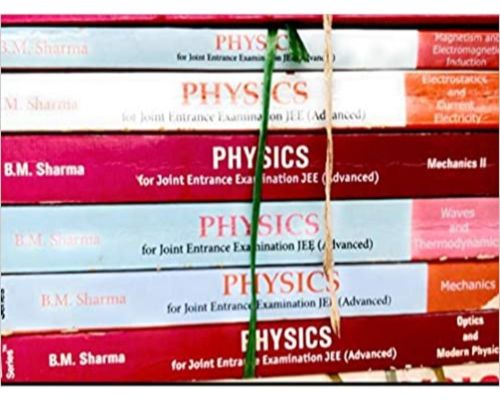 B.M. Sharma
PHYSICS
for Joint Entrance Examination JEE (Advanced)
Magnetism and
Electromagnetic
Induction
M. Sharma
PHYSICS
for Joint Entrance Examination JEE (Advanced)
Electrostatics
and
Current
Electricity
B.M. Sharma
PHYSICS
for Joint Entrance Examination JEE (Advanced)
Mechanics II
B.M. Sharma
PHYSICS
for Joint Entrance Examination JEE (Advanced)
Waves
and
Thermodynamic
B.M. Sharma
PHYSICS
for Joint Entrance Examination JEE (Advanced)
Mechanics
Series
B.M. Sharma
PHYSICS
for Joint Entrance Examination JEE (Advanced)
Optics
and
Modern Physics